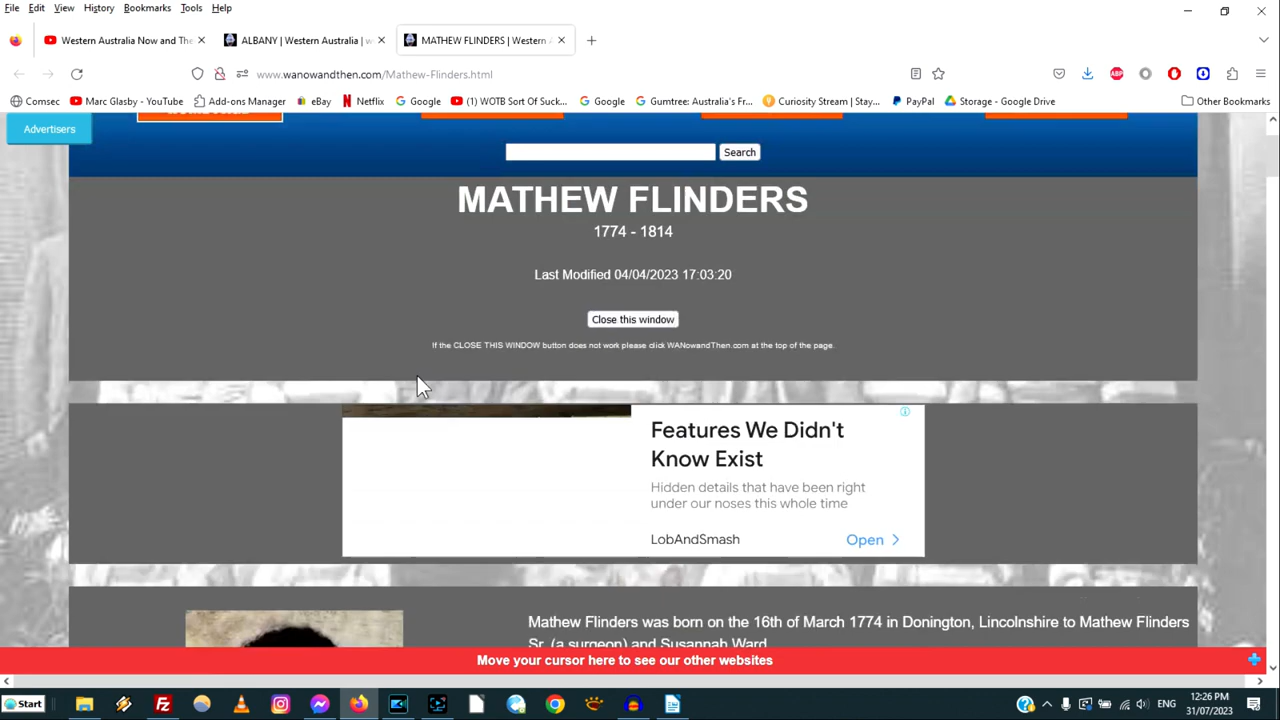 File Edit View History Bookmarks Tools Help
Western Australia Now and The
ALBANY | Western Australia | w
MATHEW FLINDERS | Western A
www.wanowandthen.com/Mathew-Flinders.html
Comsec
Marc Glasby - YouTube
Add-ons Manager
eBay
Netflix
Google
(1) WOTB Sort Of Suck...
Google
Gumtree: Australia's Fr...
Curiosity Stream | Stay...
PayPal
Storage - Google Drive
Other Bookmarks
Advertisers
Search
MATHEW FLINDERS
1774 - 1814
Last Modified 04/04/2023 17:03:20
Close this window
If the CLOSE THIS WINDOW button does not work please click WANowandThen.com at the top of the page.
Features We Didn't
Know Exist
Hidden details that have been right
under our noses this whole time
LobAndSmash
Open
Mathew Flinders was born on the 16th of March 1774 in Donington, Lincolnshire to Mathew Flinders
Sr. (a surgeon) and Susannah Ward.
Move your cursor here to see our other websites
Start
ENG
12:26 PM
31/07/2023